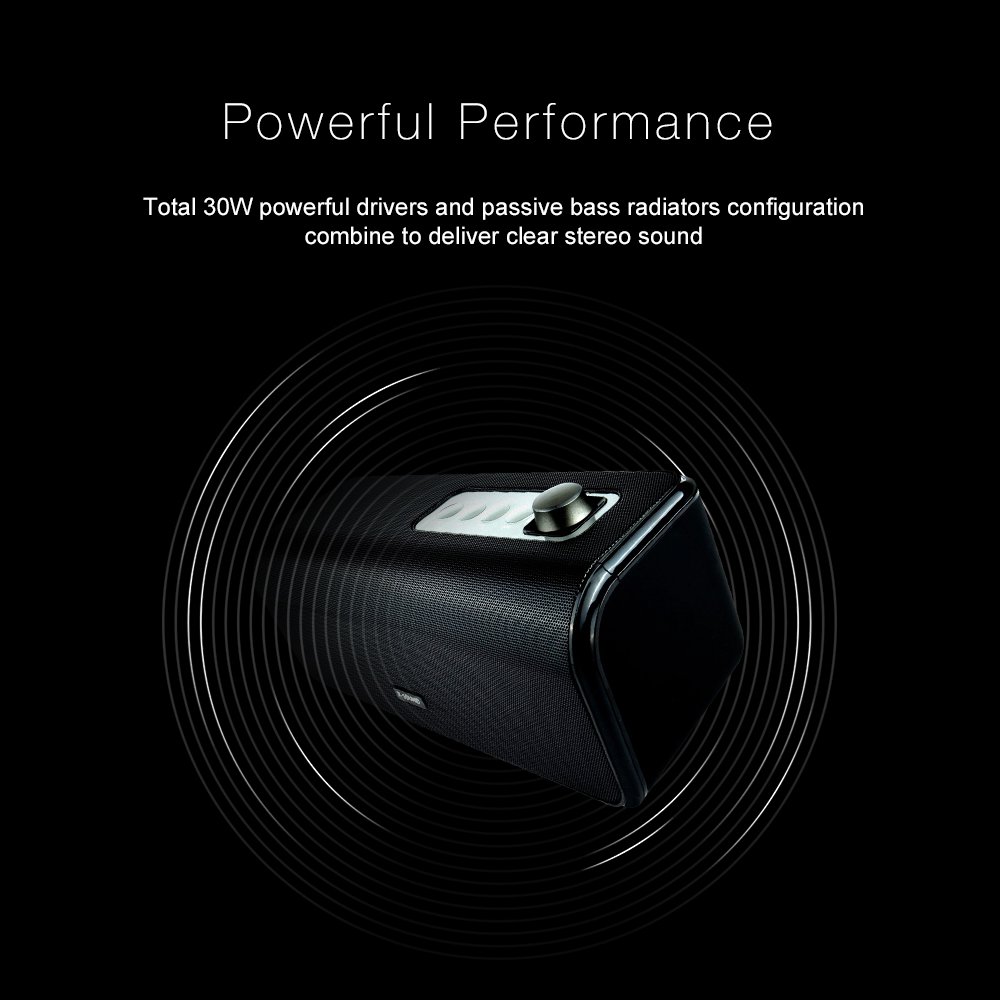 Powerful Performance
Total 30W powerful drivers and passive bass radiators configuration
combine to deliver clear stereo sound